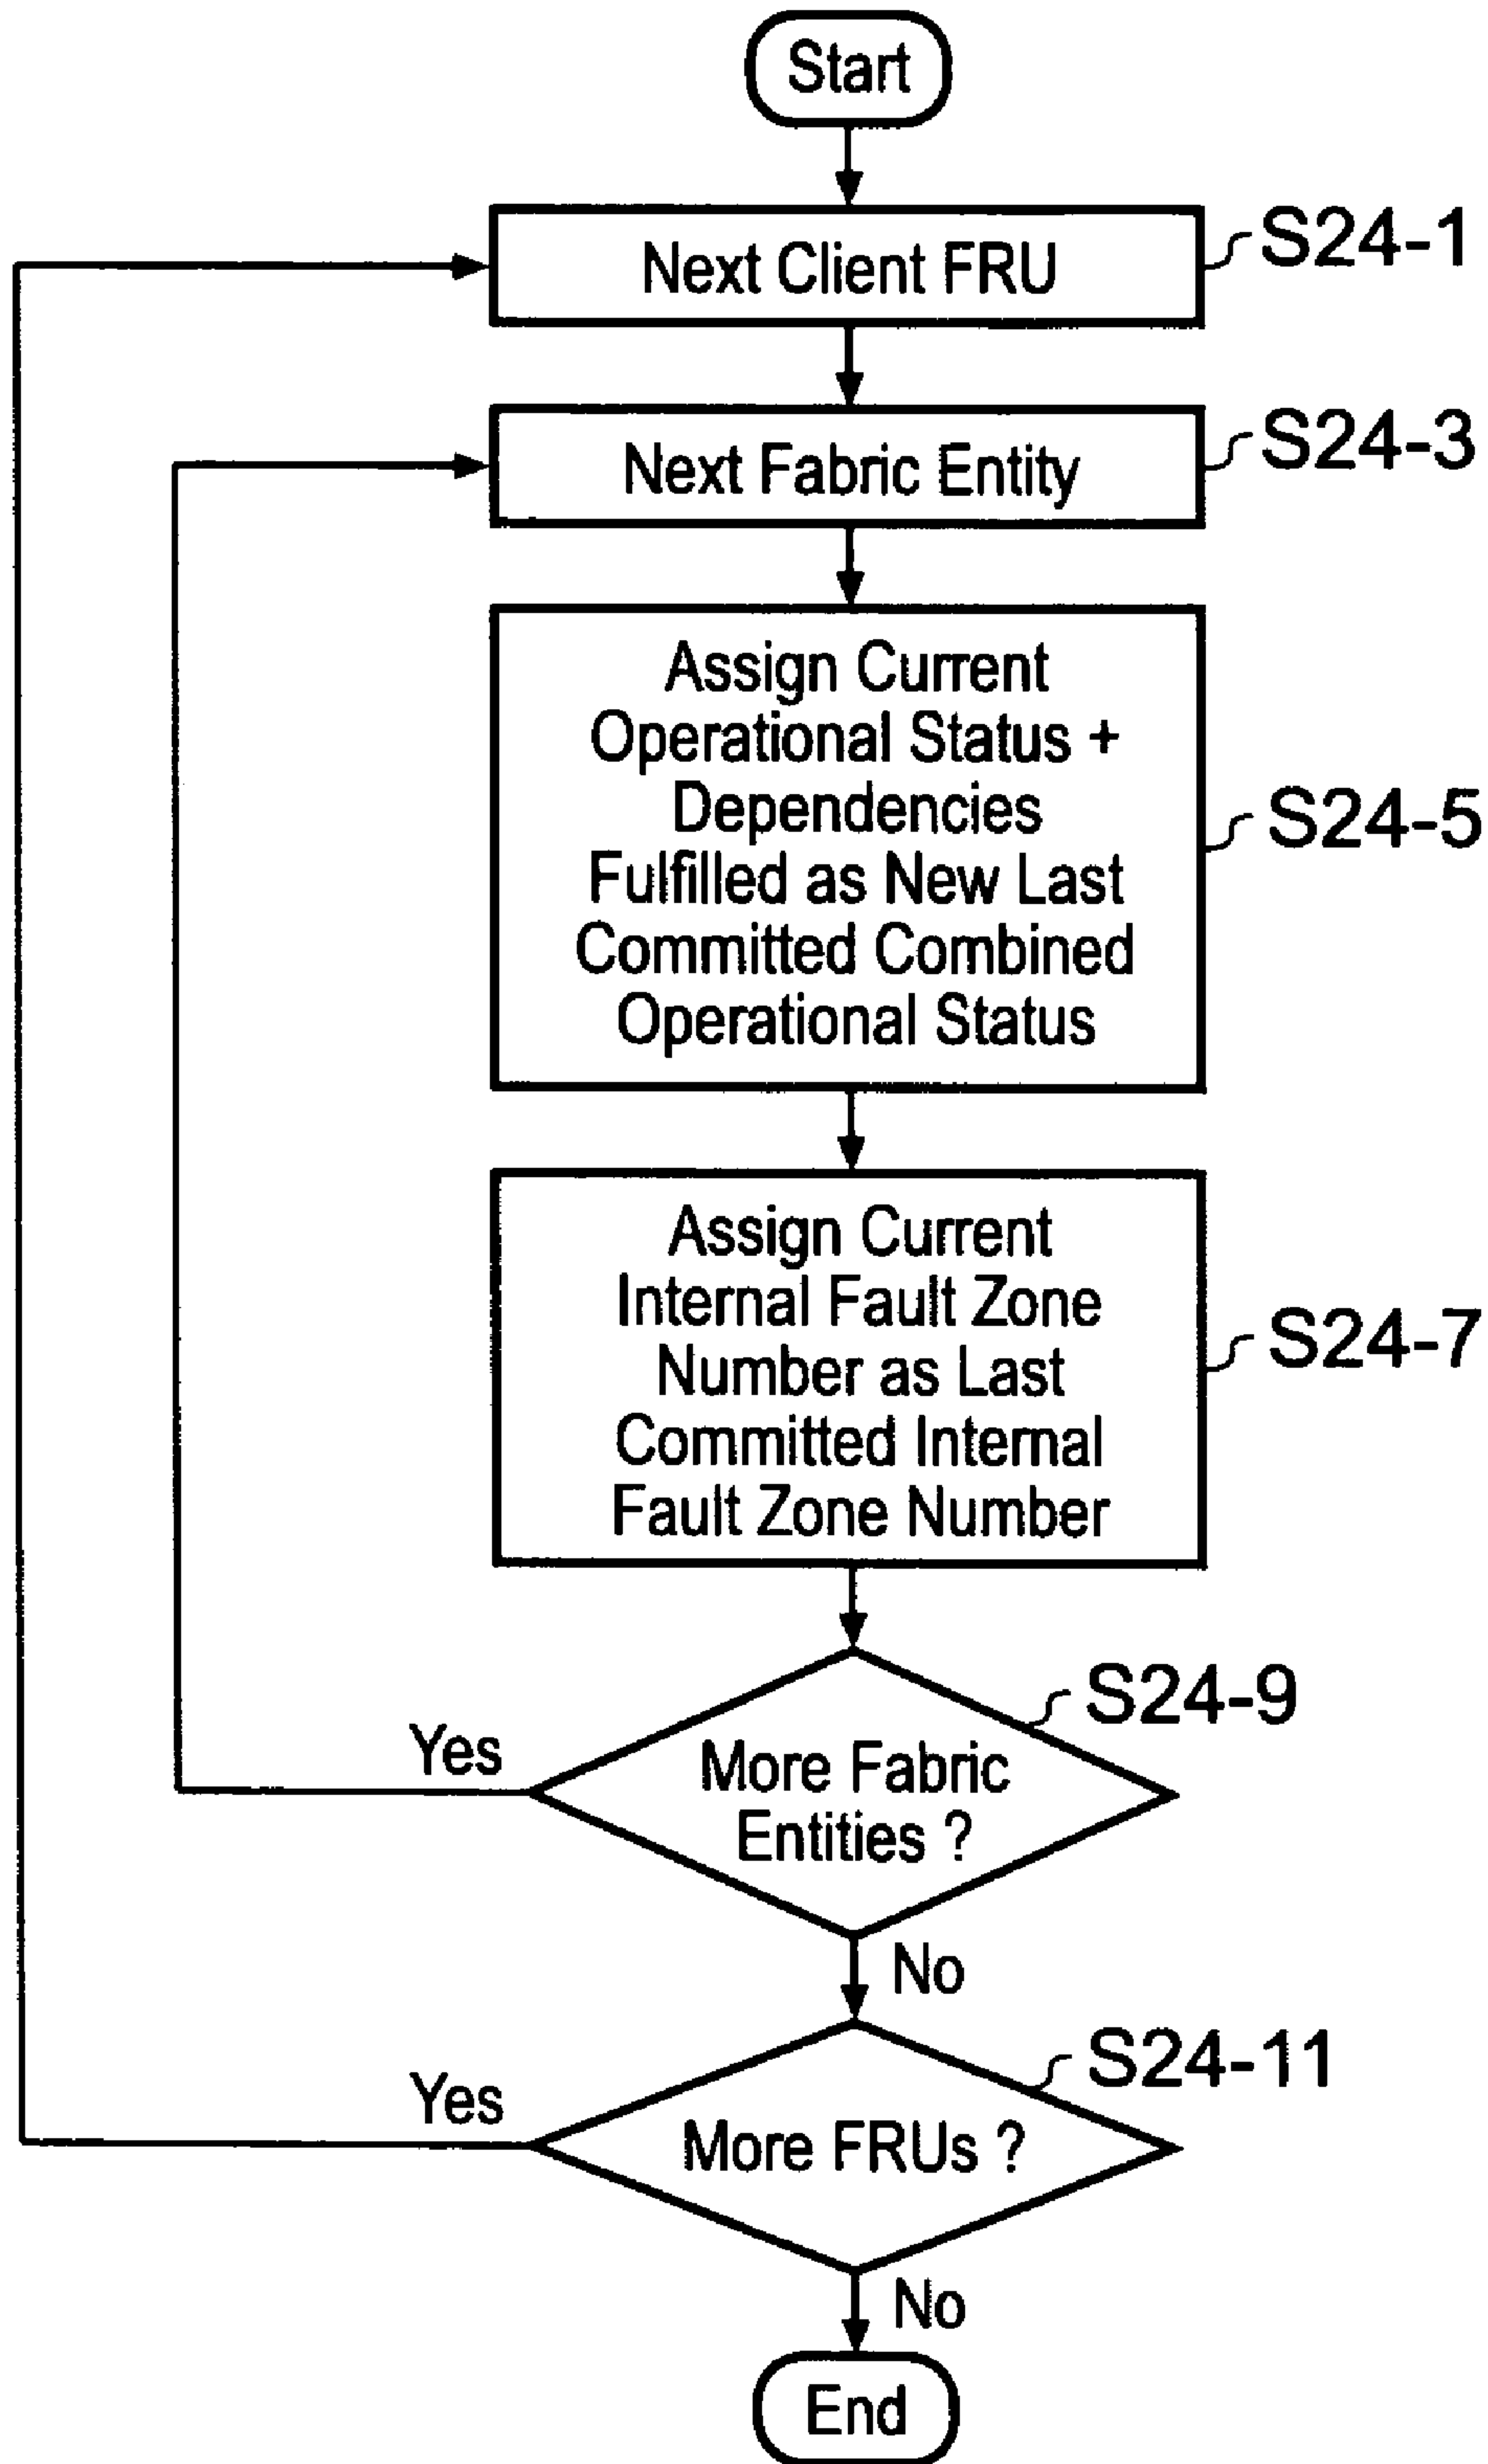 Start
Next Client FRU
S24-1
Next Fabric Entity
S24-3
Assign Current
Operational Status +
Dependencies
Fulfilled as New Last
Committed Combined
Operational Status
S24-5
Assign Current
Internal Fault Zone
Number as Last
Committed Internal
Fault Zone Number
S24-7
S24-9
Yes
More Fabric
Entities ?
No
S24-11
Yes
More FRUs ?
No
End